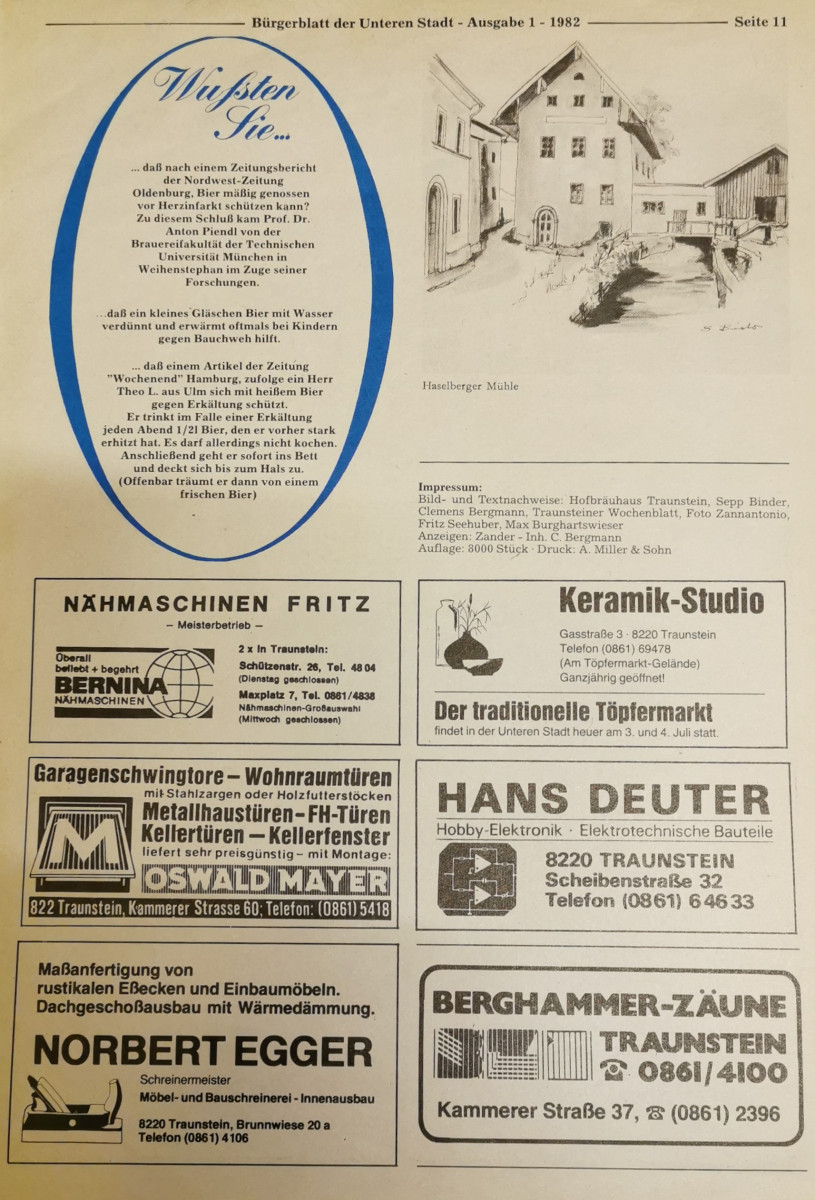 Bürgerblatt der Unteren Stadt - Ausgabe 1 - 1982
Seite 11
Wußten
Sie...
... daß nach einem Zeitungsbericht
der Nordwest-Zeitung
Oldenburg, Bier mäßig genossen
vor Herzinfarkt schützen kann?
Zu diesem Schluß kam Prof. Dr.
Anton Piendl von der
Brauereifakultät der Technischen
Universität München in
Weihenstephan im Zuge seiner
Forschungen.
...daß ein kleines Gläschen Bier mit Wasser
verdünnt und erwärmt oftmals bei Kindern
gegen Bauchweh hilft.
... daß einem Artikel der Zeitung
"Wochenend" Hamburg, zufolge ein Herr
Theo L. aus Ulm sich mit heißem Bier
gegen Erkältung schützt.
Er trinkt im Falle einer Erkältung
jeden Abend 1/2l Bier, den er vorher stark
erhitzt hat. Es darf allerdings nicht kochen.
Anschließend geht er sofort ins Bett
und deckt sich bis zum Hals zu.
(Offenbar träumt er dann von einem
frischen Bier)
Haselberger Mühle
Impressum:
Bild- und Textnachweise: Hofbräuhaus Traunstein, Sepp Binder,
Clemens Bergmann, Traunsteiner Wochenblatt, Foto Zannantonio,
Fritz Seehuber, Max Burghartswieser
Anzeigen: Zander - Inh. C. Bergmann
Auflage: 8000 Stück · Druck: A. Miller & Sohn
NÄHMASCHINEN FRITZ
– Meisterbetrieb –
Überall
beliebt + begehrt
BERNINA
NÄHMASCHINEN
2 x in Traunstein:
Schützenstr. 26, Tel. 48 04
(Dienstag geschlossen)
Maxplatz 7, Tel. 0861/4838
Nähmaschinen-Großauswahl
(Mittwoch geschlossen)
Keramik-Studio
Gasstraße 3 · 8220 Traunstein
Telefon (0861) 69478
(Am Töpfermarkt-Gelände)
Ganzjährig geöffnet!
Der traditionelle Töpfermarkt
findet in der Unteren Stadt heuer am 3. und 4. Juli statt.
Garagenschwingtore – Wohnraumtüren
mit Stahlzargen oder Holzfutterstöcken
Metallhaustüren-FH-Türen
Kellertüren – Kellerfenster
liefert sehr preisgünstig – mit Montage:
M
OSWALD MAYER
822 Traunstein, Kammerer Strasse 60; Telefon: (0861) 5418
HANS DEUTER
Hobby-Elektronik · Elektrotechnische Bauteile
8220 TRAUNSTEIN
Scheibenstraße 32
Telefon (0861) 64633
Maßanfertigung von
rustikalen Eßecken und Einbaumöbeln.
Dachgeschoßausbau mit Wärmedämmung.
NORBERT EGGER
Schreinermeister
Möbel- und Bauschreinerei - Innenausbau
8220 Traunstein, Brunnwiese 20 a
Telefon (0861) 4106
BERGHAMMER-ZÄUNE
TRAUNSTEIN
☎ 0861/4100
Kammerer Straße 37, ☎ (0861) 2396